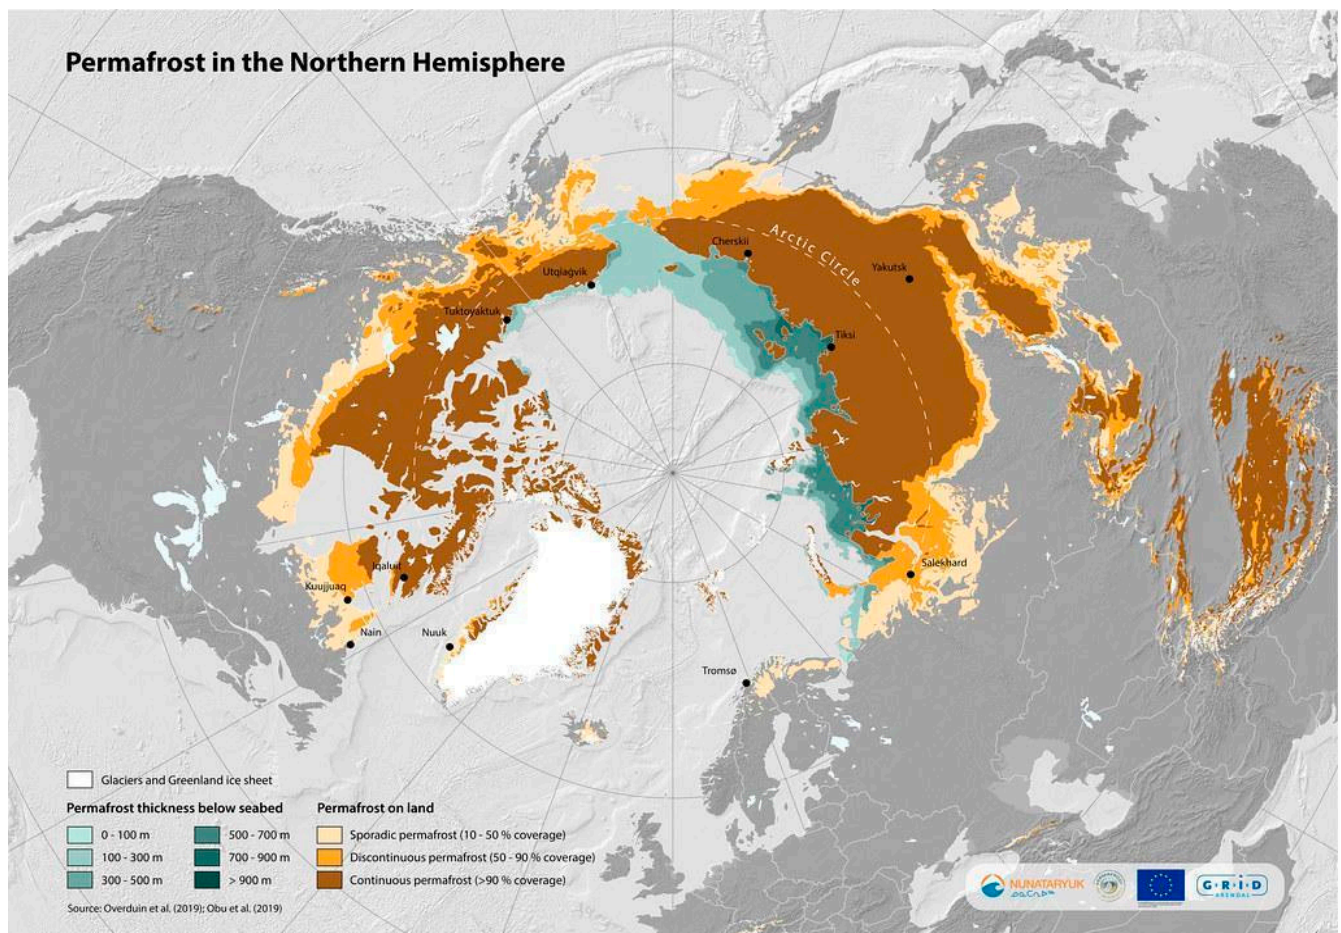 Permafrost in the Northern Hemisphere
Arctic Circle
Cherskii
Yakutsk
Utqiaġvik
Tuktoyaktuk
Tiksi
Iqaluit
Kuujjuaq
Salekhard
Nain
Nuuk
Tromsø
Glaciers and Greenland ice sheet
Permafrost thickness below seabed
0 - 100 m
100 - 300 m
300 - 500 m
500 - 700 m
700 - 900 m
> 900 m
Permafrost on land
Sporadic permafrost (10 - 50 % coverage)
Discontinuous permafrost (50 - 90 % coverage)
Continuous permafrost (>90 % coverage)
Source: Overduin et al. (2019); Obu et al. (2019)
NUNATARYUK
GRID
ARENDAL